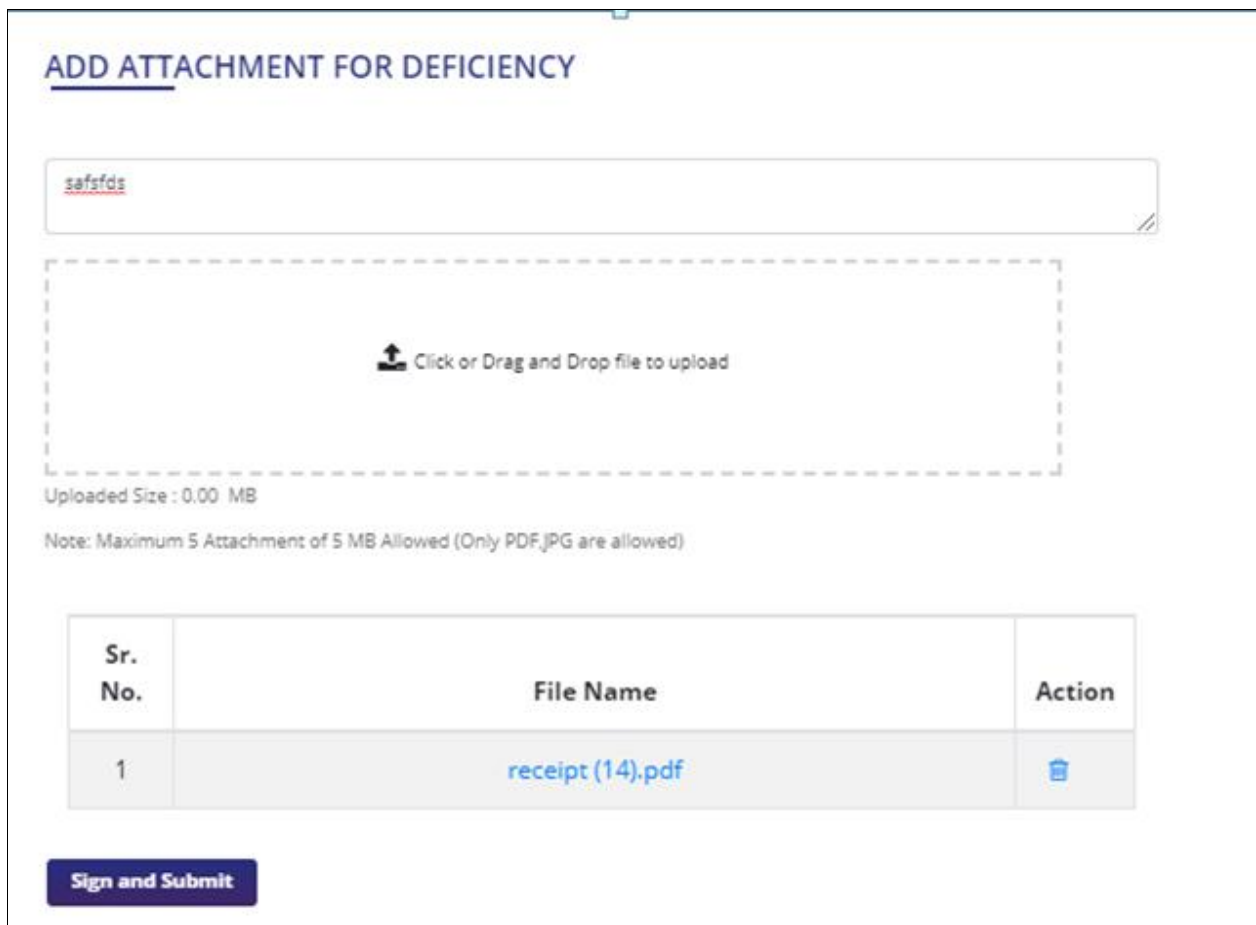 ADD ATTACHMENT FOR DEFICIENCY
safsfds
Click or Drag and Drop file to upload
Uploaded Size : 0.00 MB
Note: Maximum 5 Attachment of 5 MB Allowed (Only PDF,JPG are allowed)
Sr.
No. File Name Action
1 receipt (14).pdf
Sign and Submit